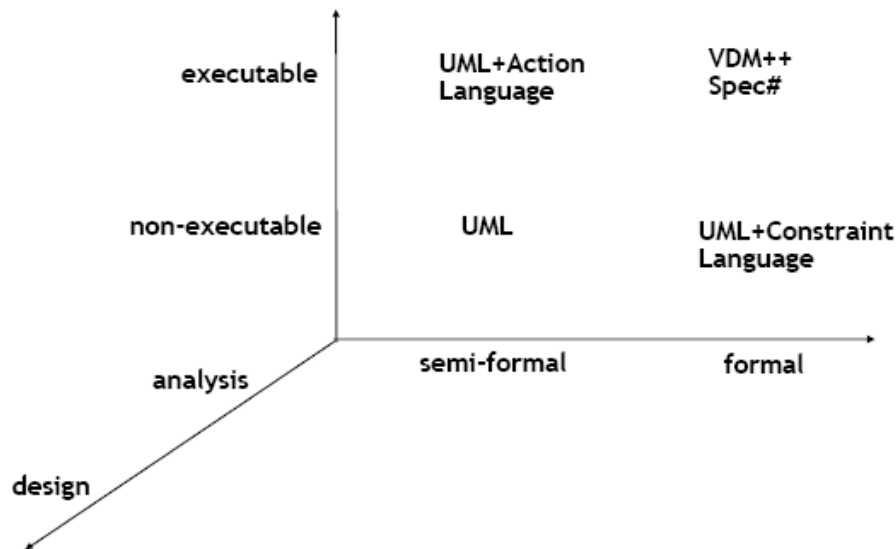 executable
UML+Action
Language
VDM++
Spec#
non-executable
UML
UML+Constraint
Language
semi-formal
formal
analysis
design